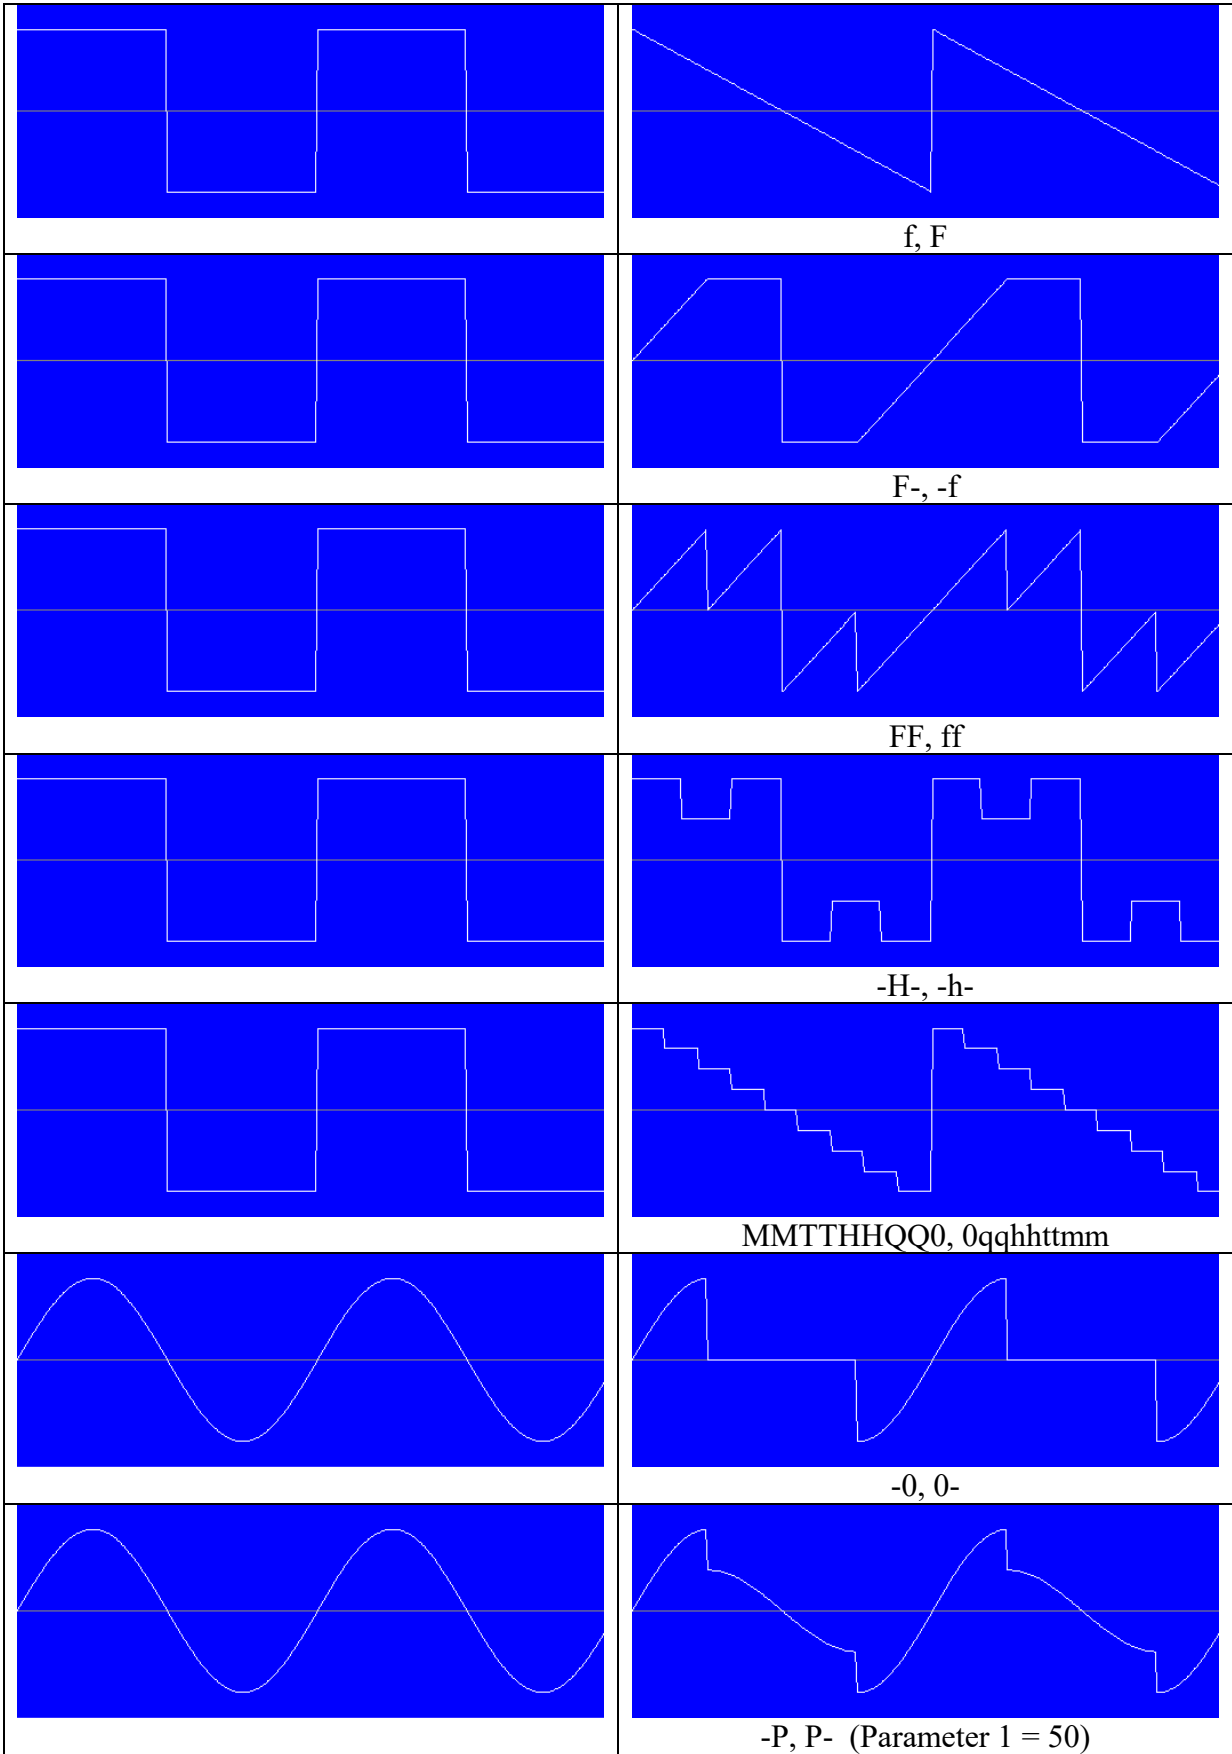 f, F
F-, -f
FF, ff
-H-, -h-
MMTTHHQQ0, 0qqhhttmm
-0, 0-
-P, P-  (Parameter 1 = 50)